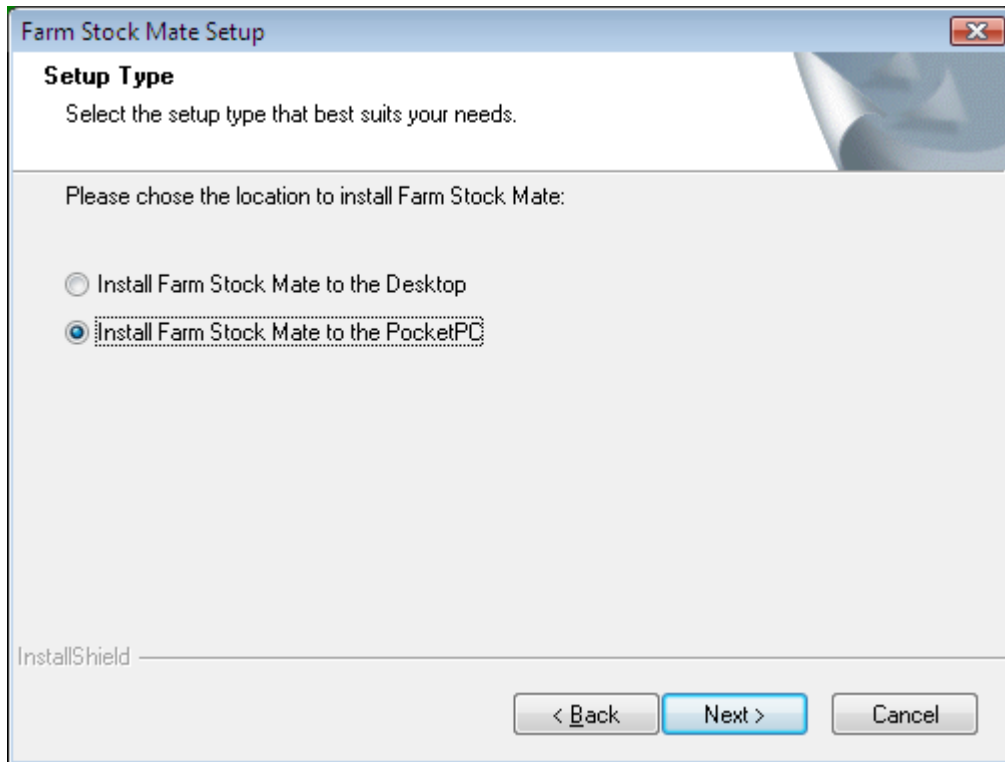 Farm Stock Mate Setup
Setup Type
Select the setup type that best suits your needs.
Please chose the location to install Farm Stock Mate:
Install Farm Stock Mate to the Desktop
Install Farm Stock Mate to the PocketPC
InstallShield
< Back Next > Cancel